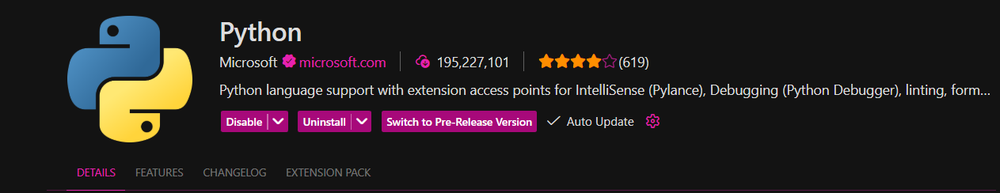 Python
Microsoft microsoft.com 195,227,101 (619)
Python language support with extension access points for IntelliSense (Pylance), Debugging (Python Debugger), linting, form...
Disable Uninstall Switch to Pre-Release Version Auto Update
DETAILS FEATURES CHANGELOG EXTENSION PACK